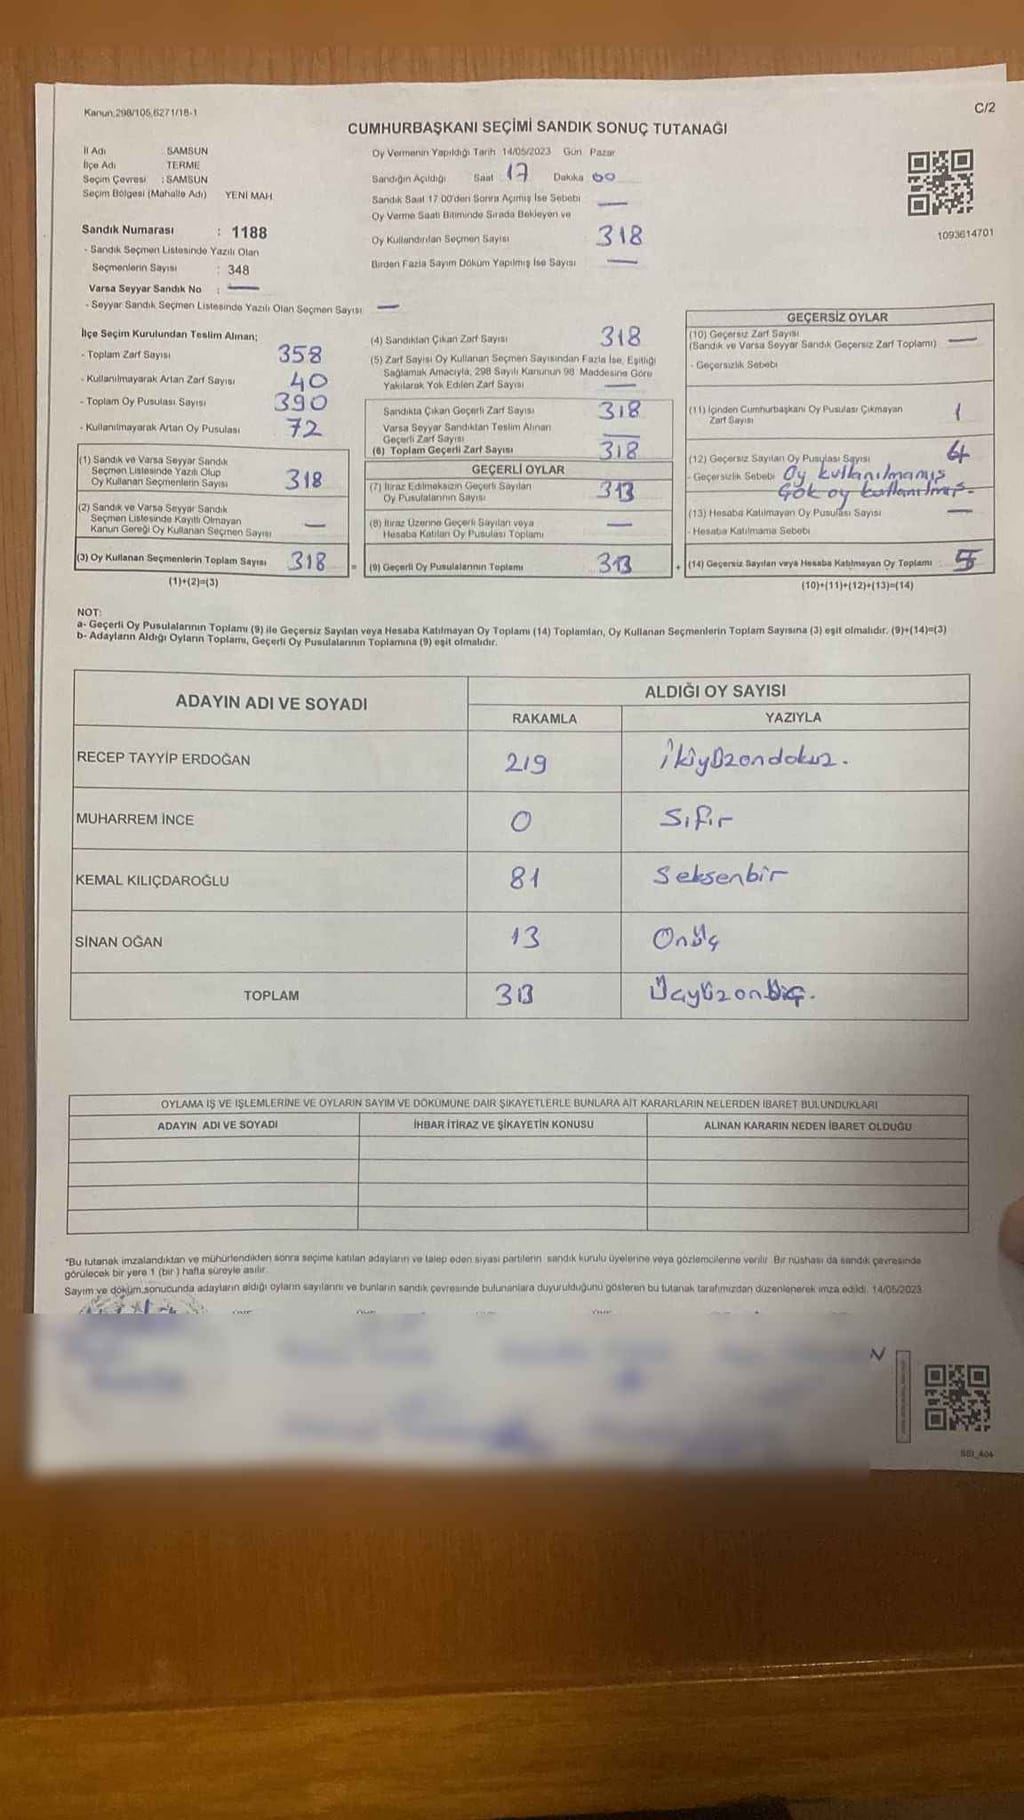 Kanun:298/105,6271/18-1
C/2
CUMHURBAŞKANI SEÇİMİ SANDIK SONUÇ TUTANAĞI
İl Adı : SAMSUN
İlçe Adı : TERME
Seçim Çevresi : SAMSUN
Seçim Bölgesi (Mahalle Adı) YENİ MAH
Sandık Numarası : 1188
- Sandık Seçmen Listesinde Yazılı Olan
Seçmenlerin Sayısı : 348
Varsa Seyyar Sandık No : —
- Seyyar Sandık Seçmen Listesinde Yazılı Olan Seçmen Sayısı —
Oy Vermenin Yapıldığı Tarih 14/05/2023 Gün Pazar
Sandığın Açıldığı Saat 17 Dakika 00
Sandık Saat 17 00'den Sonra Açımış İse Sebebi —
Oy Verme Saati Bitiminde Sırada Bekleyen ve
Oy Kullandırılan Seçmen Sayısı 318
Birden Fazla Sayım Döküm Yapılmış İse Sayısı —
1093614701
İlçe Seçim Kurulundan Teslim Alınan;
- Toplam Zarf Sayısı 358
- Kullanılmayarak Artan Zarf Sayısı 40
- Toplam Oy Pusulası Sayısı 390
- Kullanılmayarak Artan Oy Pusulası 72
(1) Sandık ve Varsa Seyyar Sandık
Seçmen Listesinde Yazılı Olup
Oy Kullanan Seçmenlerin Sayısı 318
(2) Sandık ve Varsa Seyyar Sandık
Seçmen Listesinde Kayıtlı Olmayan
Kanun Gereği Oy Kullanan Seçmen Sayısı —
(3) Oy Kullanan Seçmenlerin Toplam Sayısı 318 =
(1)+(2)=(3)
(4) Sandıktan Çıkan Zarf Sayısı 318
(5) Zarf Sayısı Oy Kullanan Seçmen Sayısından Fazla İse, Eşitliği
Sağlamak Amacıyla, 298 Sayılı Kanunun 98 Maddesine Göre
Yakılarak Yok Edilen Zarf Sayısı —
Sandıkta Çıkan Geçerli Zarf Sayısı 318
Varsa Seyyar Sandıktan Teslim Alınan
Geçerli Zarf Sayısı —
(6) Toplam Geçerli Zarf Sayısı 318
GEÇERLİ OYLAR
(7) İtiraz Edilmeksizin Geçerli Sayılan
Oy Pusulalarının Sayısı 313
(8) İtiraz Üzerine Geçerli Sayılan veya
Hesaba Katılan Oy Pusulası Toplamı —
(9) Geçerli Oy Pusulalarının Toplamı 313 +
GEÇERSİZ OYLAR
(10) Geçersiz Zarf Sayısı
(Sandık ve Varsa Seyyar Sandık Geçersiz Zarf Toplamı) —
- Geçersizlik Sebebi
(11) İçinden Cumhurbaşkanı Oy Pusulası Çıkmayan
Zarf Sayısı 1
(12) Geçersiz Sayılan Oy Pusulası Sayısı 4
- Geçersizlik Sebebi Oy kullanılmamış
Çok oy kullanılmış.
(13) Hesaba Katılmayan Oy Pusulası Sayısı —
- Hesaba Katılmama Sebebi
(14) Geçersiz Sayılan veya Hesaba Katılmayan Oy Toplamı : 5
(10)+(11)+(12)+(13)=(14)
NOT:
a- Geçerli Oy Pusulalarının Toplamı (9) ile Geçersiz Sayılan veya Hesaba Katılmayan Oy Toplamı (14) Toplamları, Oy Kullanan Seçmenlerin Toplam Sayısına (3) eşit olmalıdır. (9)+(14)=(3)
b- Adayların Aldığı Oyların Toplamı, Geçerli Oy Pusulalarının Toplamına (9) eşit olmalıdır.
ADAYIN ADI VE SOYADI ALDIĞI OY SAYISI
RAKAMLA YAZIYLA
RECEP TAYYİP ERDOĞAN 219 İkiyüzondokuz.
MUHARREM İNCE 0 Sıfır
KEMAL KILIÇDAROĞLU 81 Seksenbir
SİNAN OĞAN 13 Onüç
TOPLAM 313 Üçyüzonüç.
OYLAMA İŞ VE İŞLEMLERİNE VE OYLARIN SAYIM VE DÖKÜMÜNE DAİR ŞİKAYETLERLE BUNLARA AİT KARARLARIN NELERDEN İBARET BULUNDUKLARI
ADAYIN ADI VE SOYADI İHBAR İTİRAZ VE ŞİKAYETİN KONUSU ALINAN KARARIN NEDEN İBARET OLDUĞU
*Bu tutanak imzalandıktan ve mühürlendikten sonra seçime katılan adayların ve talep eden siyasi partilerin sandık kurulu üyelerine veya gözlemcilerine verilir. Bir nüshası da sandık çevresinde
görülecek bir yere 1 (bir) hafta süreyle asılır.
Sayım ve döküm sonucunda adayların aldığı oyların sayılarını ve bunların sandık çevresinde bulunanlara duyurulduğunu gösteren bu tutanak tarafımızdan düzenlenerek imza edildi. 14/05/2023